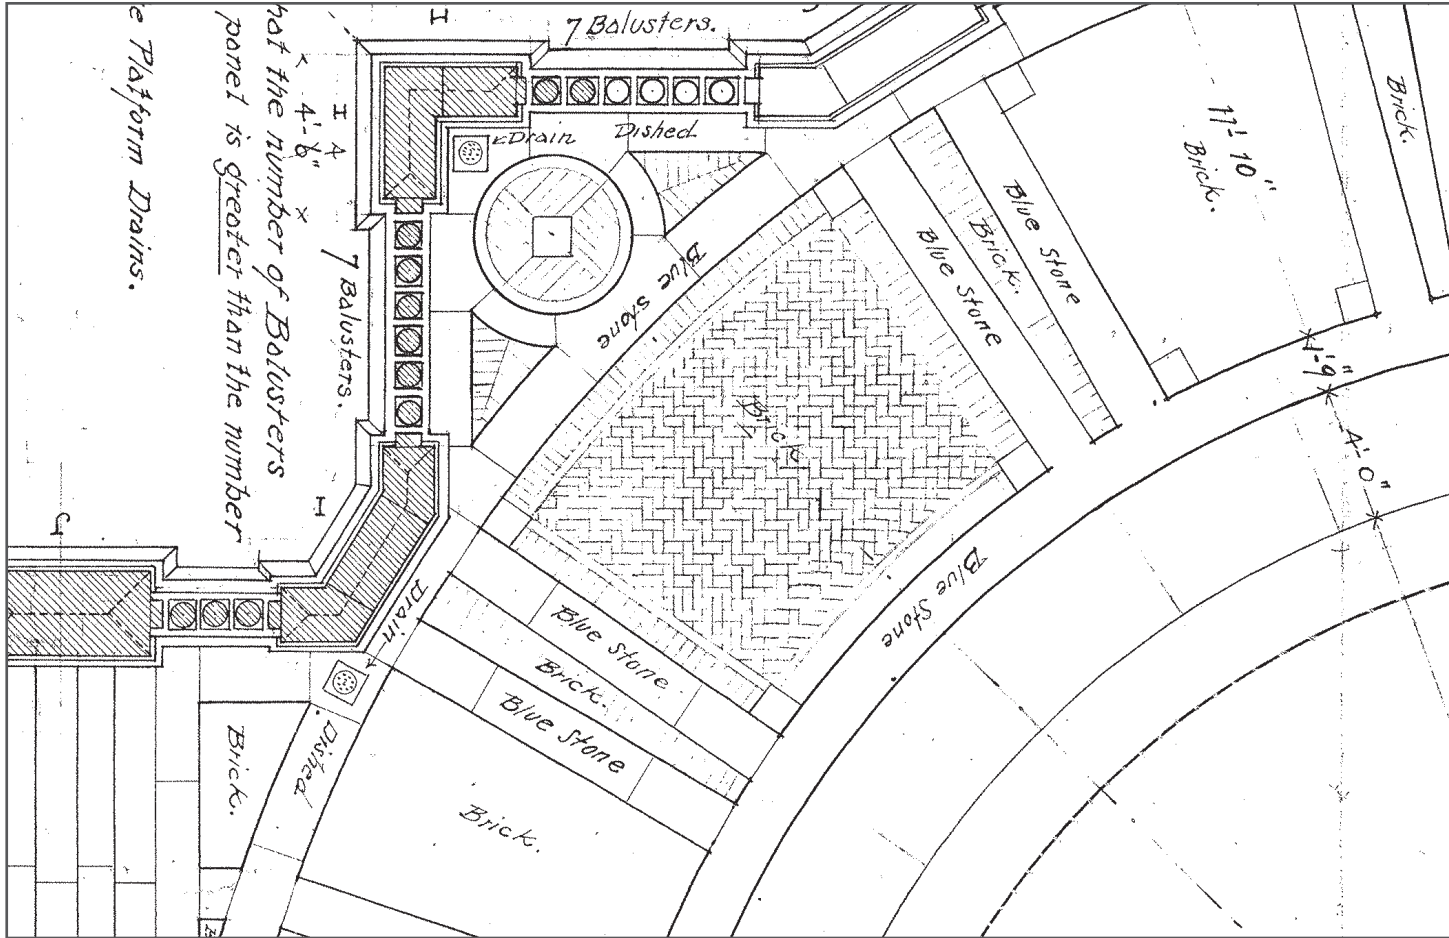 7 Balusters.
H
hat the number of Balusters
panel is greater than the number
e Platform Drains.
4'-6"
I
A
Drain
Dished
7 Balusters.
I
J
Blue Stone
Brick.
Blue Stone
11'-10"
Brick.
Brick.
1'-9"
4'-0"
Blue stone
Brick
Blue Stone
Drain
Dished
Blue Stone
Brick.
Blue Stone
Brick.
Brick.